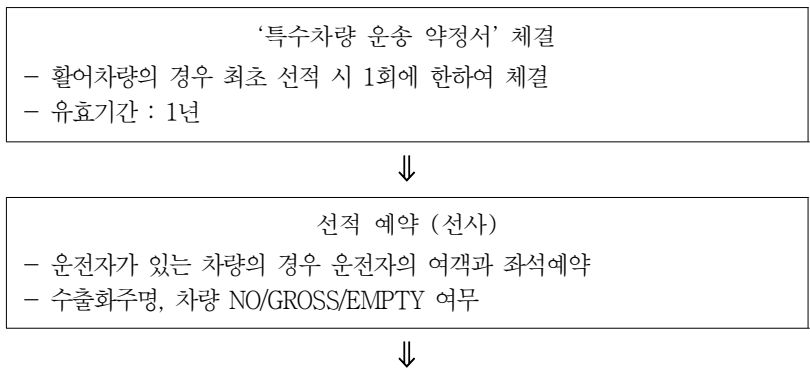 ‘특수차량 운송 약정서’ 체결
- 활어차량의 경우 최초 선적 시 1회에 한하여 체결
- 유효기간 : 1년
⇓
선적 예약 (선사)
- 운전자가 있는 차량의 경우 운전자의 여객과 좌석예약
- 수출화주명, 차량 NO/GROSS/EMPTY 여무
⇓